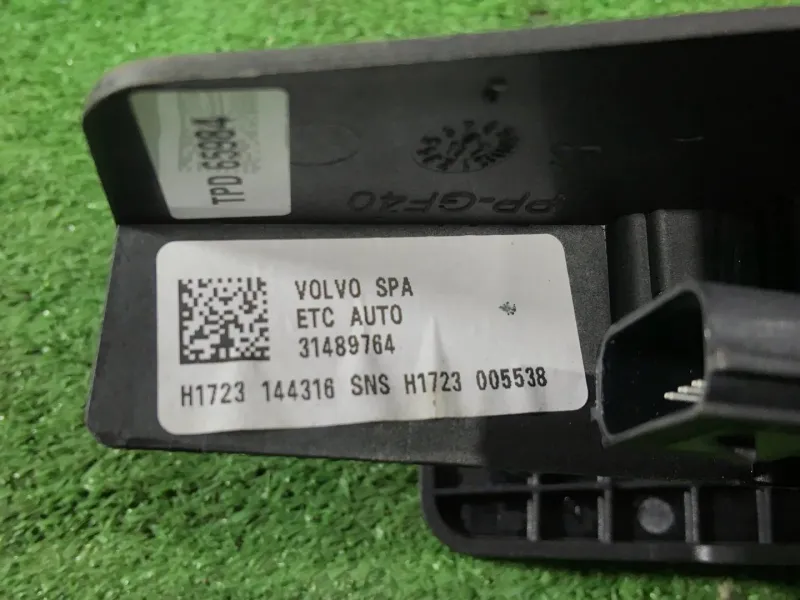 TPD 65984
PP-GF40
VOLVO SPA
ETC AUTO
31489764
H1723 144316 SNS H1723 005538